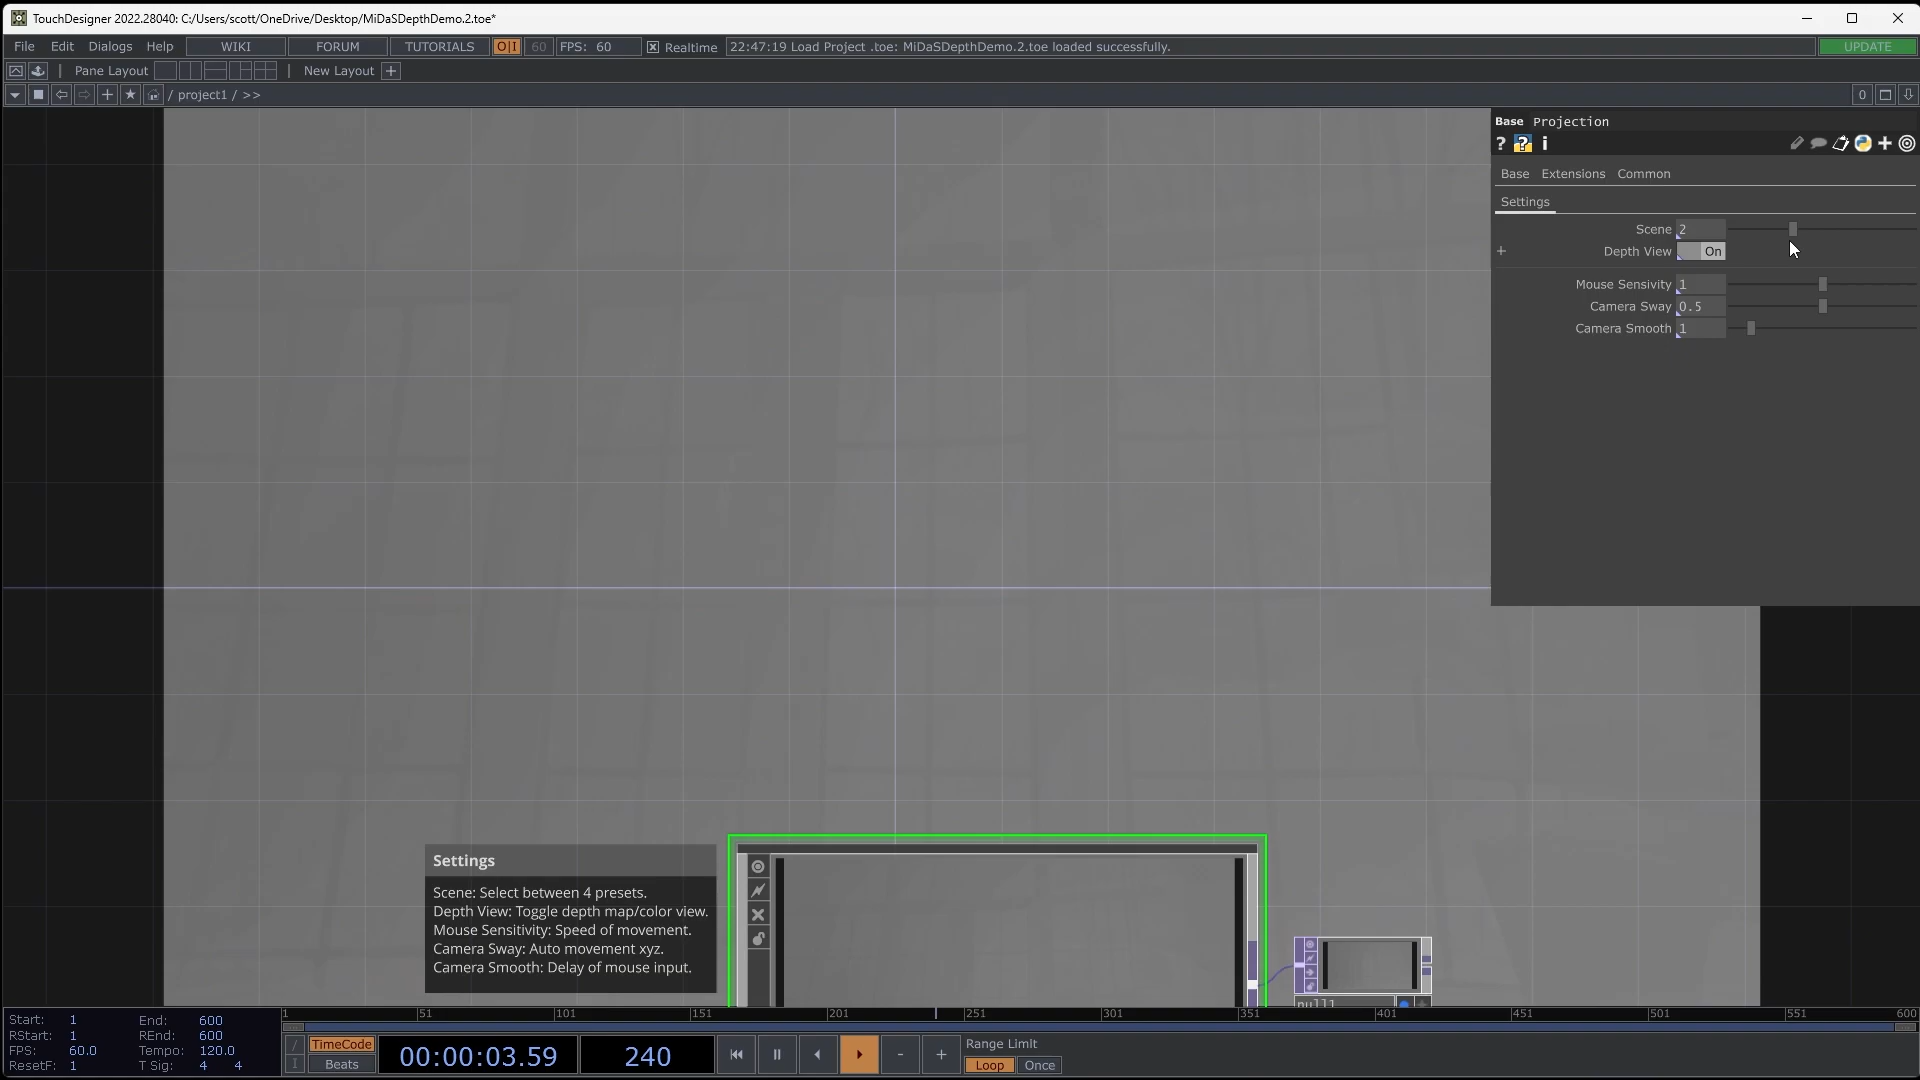 TouchDesigner 2022.28040: C:/Users/scott/OneDrive/Desktop/MiDaSDepthDemo.2.toe*
File Edit Dialogs Help WIKI FORUM TUTORIALS O|I 60 FPS: 60 Realtime 22:47:19 Load Project .toe: MiDaSDepthDemo.2.toe loaded successfully. UPDATE
Pane Layout New Layout +
/ project1 / >> 0
Base Projection
? ? i
Base Extensions Common
Settings
Scene 2
+ Depth View On
Mouse Sensivity 1
Camera Sway 0.5
Camera Smooth 1
Settings
Scene: Select between 4 presets.
Depth View: Toggle depth map/color view.
Mouse Sensitivity: Speed of movement.
Camera Sway: Auto movement xyz.
Camera Smooth: Delay of mouse input.
null1
1 51 101 151 201 251 301 351 401 451 501 551 600
Start: 1 End: 600
RStart: 1 REnd: 600
FPS: 60.0 Tempo: 120.0
ResetF: 1 T Sig: 4 4
/ TimeCode
I Beats
00:00:03.59 240
- +
Range Limit
Loop Once